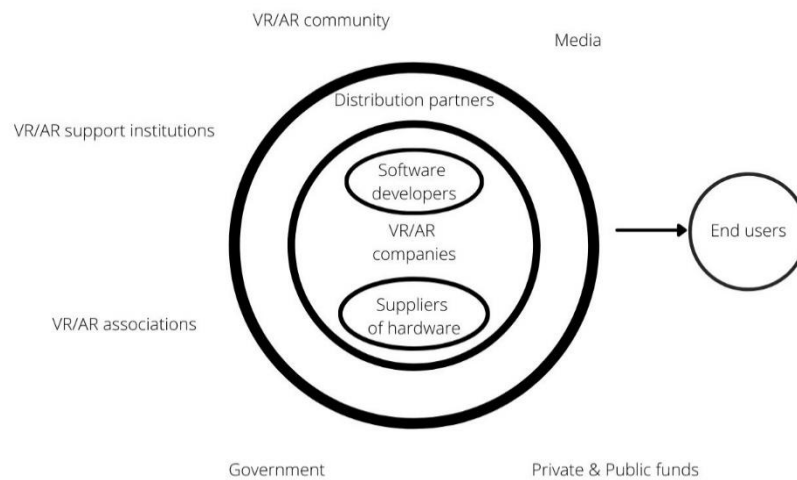 VR/AR community
Media
Distribution partners
VR/AR support institutions
Software
developers
VR/AR
companies
End users
Suppliers
of hardware
VR/AR associations
Government
Private & Public funds